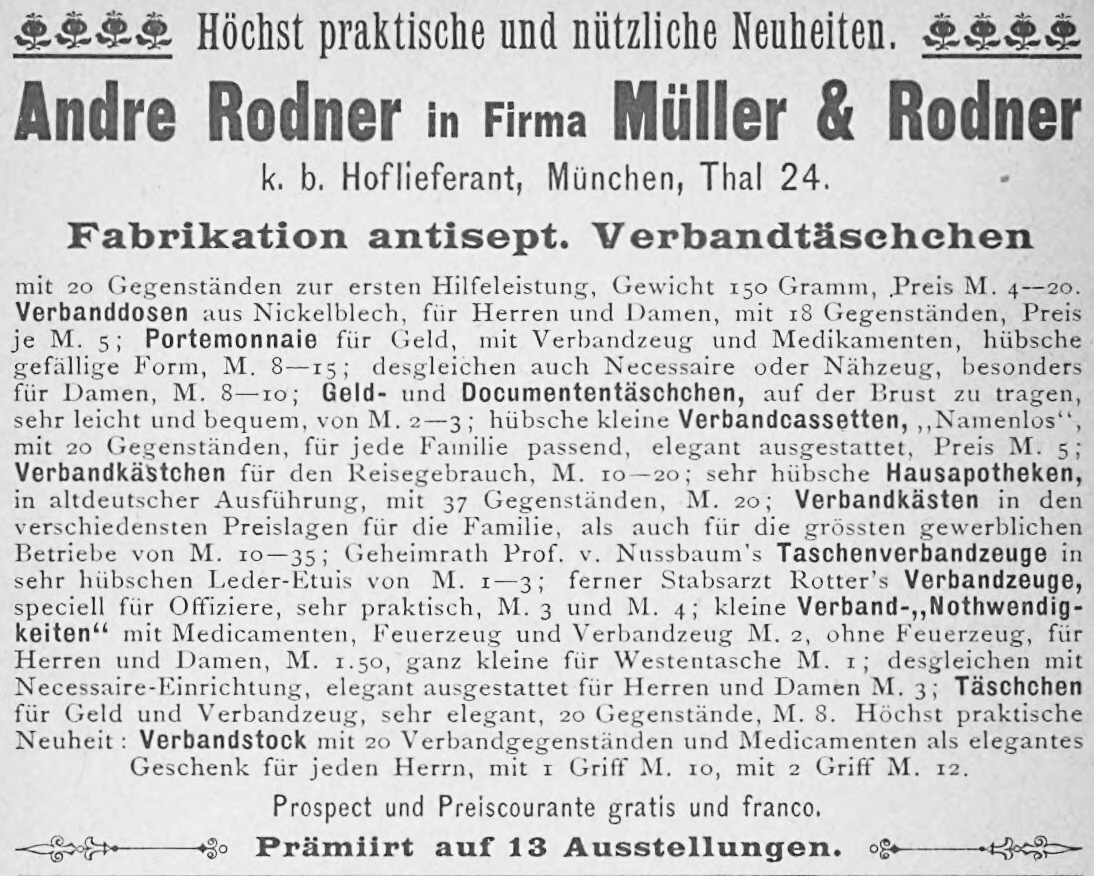 Höchst praktische und nützliche Neuheiten.
Andre Rodner in Firma Müller & Rodner
k. b. Hoflieferant, München, Thal 24.
Fabrikation antisept. Verbandtäschchen
mit 20 Gegenständen zur ersten Hilfeleistung, Gewicht 150 Gramm, Preis M. 4—20.
Verbanddosen aus Nickelblech, für Herren und Damen, mit 18 Gegenständen, Preis
je M. 5; Portemonnaie für Geld, mit Verbandzeug und Medikamenten, hübsche
gefällige Form, M. 8—15; desgleichen auch Necessaire oder Nähzeug, besonders
für Damen, M. 8—10; Geld- und Documententäschchen, auf der Brust zu tragen,
sehr leicht und bequem, von M. 2—3; hübsche kleine Verbandcassetten, ,,Namenlos“,
mit 20 Gegenständen, für jede Familie passend, elegant ausgestattet, Preis M. 5;
Verbandkästchen für den Reisegebrauch, M. 10—20; sehr hübsche Hausapotheken,
in altdeutscher Ausführung, mit 37 Gegenständen, M. 20; Verbandkästen in den
verschiedensten Preislagen für die Familie, als auch für die grössten gewerblichen
Betriebe von M. 10—35; Geheimrath Prof. v. Nussbaum's Taschenverbandzeuge in
sehr hübschen Leder-Etuis von M. 1—3; ferner Stabsarzt Rotter's Verbandzeuge,
speciell für Offiziere, sehr praktisch, M. 3 und M. 4; kleine Verband-,,Nothwendig-
keiten“ mit Medicamenten, Feuerzeug und Verbandzeug M. 2, ohne Feuerzeug, für
Herren und Damen, M. 1.50, ganz kleine für Westentasche M. 1; desgleichen mit
Necessaire-Einrichtung, elegant ausgestattet für Herren und Damen M. 3; Täschchen
für Geld und Verbandzeug, sehr elegant, 20 Gegenstände, M. 8. Höchst praktische
Neuheit: Verbandstock mit 20 Verbandgegenständen und Medicamenten als elegantes
Geschenk für jeden Herrn, mit 1 Griff M. 10, mit 2 Griff M. 12.
Prospect und Preiscourante gratis und franco.
Prämiirt auf 13 Ausstellungen.